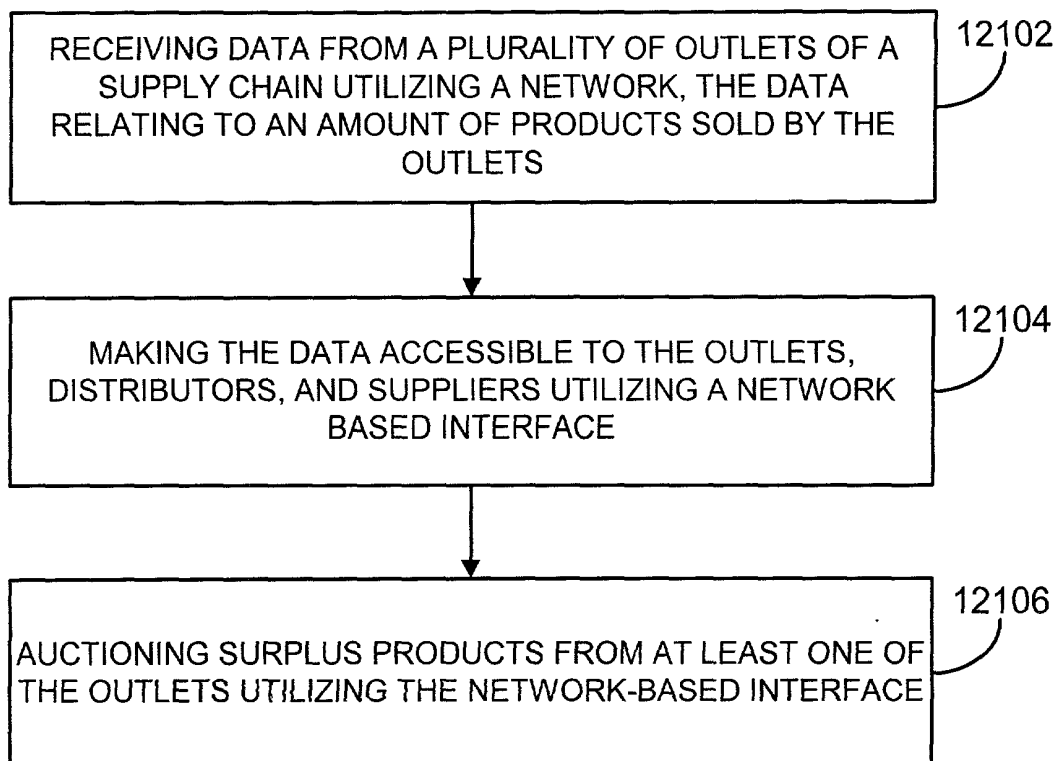 12102
RECEIVING DATA FROM A PLURALITY OF OUTLETS OF A
SUPPLY CHAIN UTILIZING A NETWORK, THE DATA
RELATING TO AN AMOUNT OF PRODUCTS SOLD BY THE
OUTLETS
12104
MAKING THE DATA ACCESSIBLE TO THE OUTLETS,
DISTRIBUTORS, AND SUPPLIERS UTILIZING A NETWORK
BASED INTERFACE
12106
AUCTIONING SURPLUS PRODUCTS FROM AT LEAST ONE OF
THE OUTLETS UTILIZING THE NETWORK-BASED INTERFACE